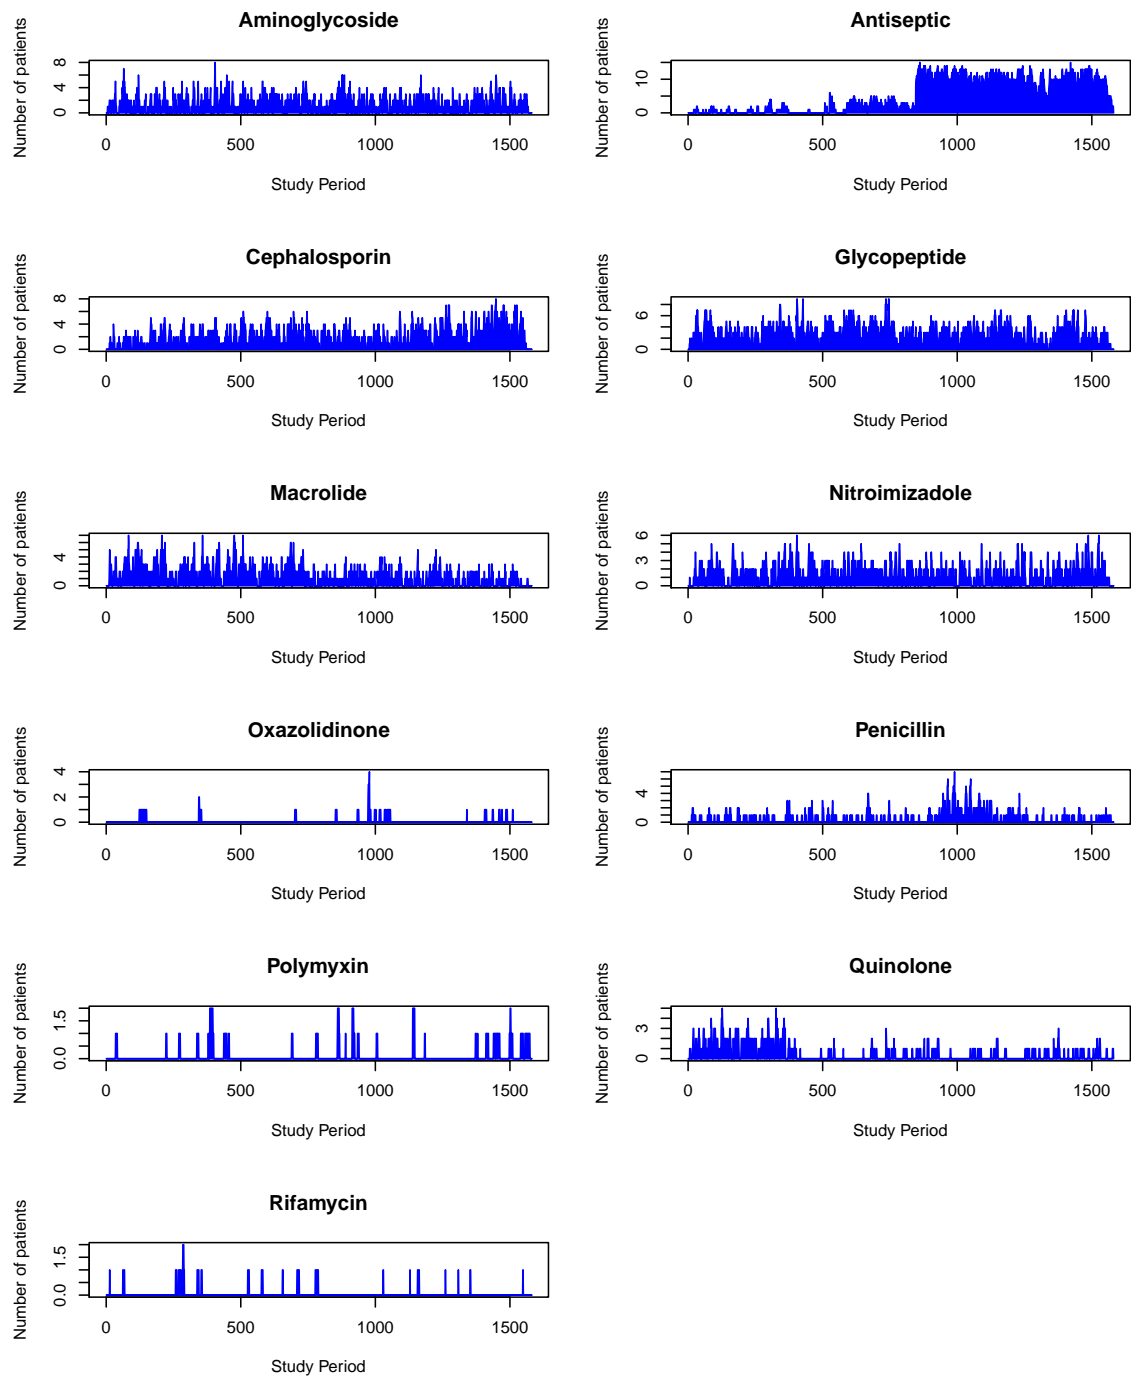 Aminoglycoside
Number of patients
0 4 8
0 500 1000 1500
Study Period
Antiseptic
Number of patients
0 10
0 500 1000 1500
Study Period
Cephalosporin
Number of patients
0 4 8
0 500 1000 1500
Study Period
Glycopeptide
Number of patients
0 6
0 500 1000 1500
Study Period
Macrolide
Number of patients
0 4
0 500 1000 1500
Study Period
Nitroimizadole
Number of patients
0 3 6
0 500 1000 1500
Study Period
Oxazolidinone
Number of patients
0 2 4
0 500 1000 1500
Study Period
Penicillin
Number of patients
0 4
0 500 1000 1500
Study Period
Polymyxin
Number of patients
0.0 1.5
0 500 1000 1500
Study Period
Quinolone
Number of patients
0 3
0 500 1000 1500
Study Period
Rifamycin
Number of patients
0.0 1.5
0 500 1000 1500
Study Period